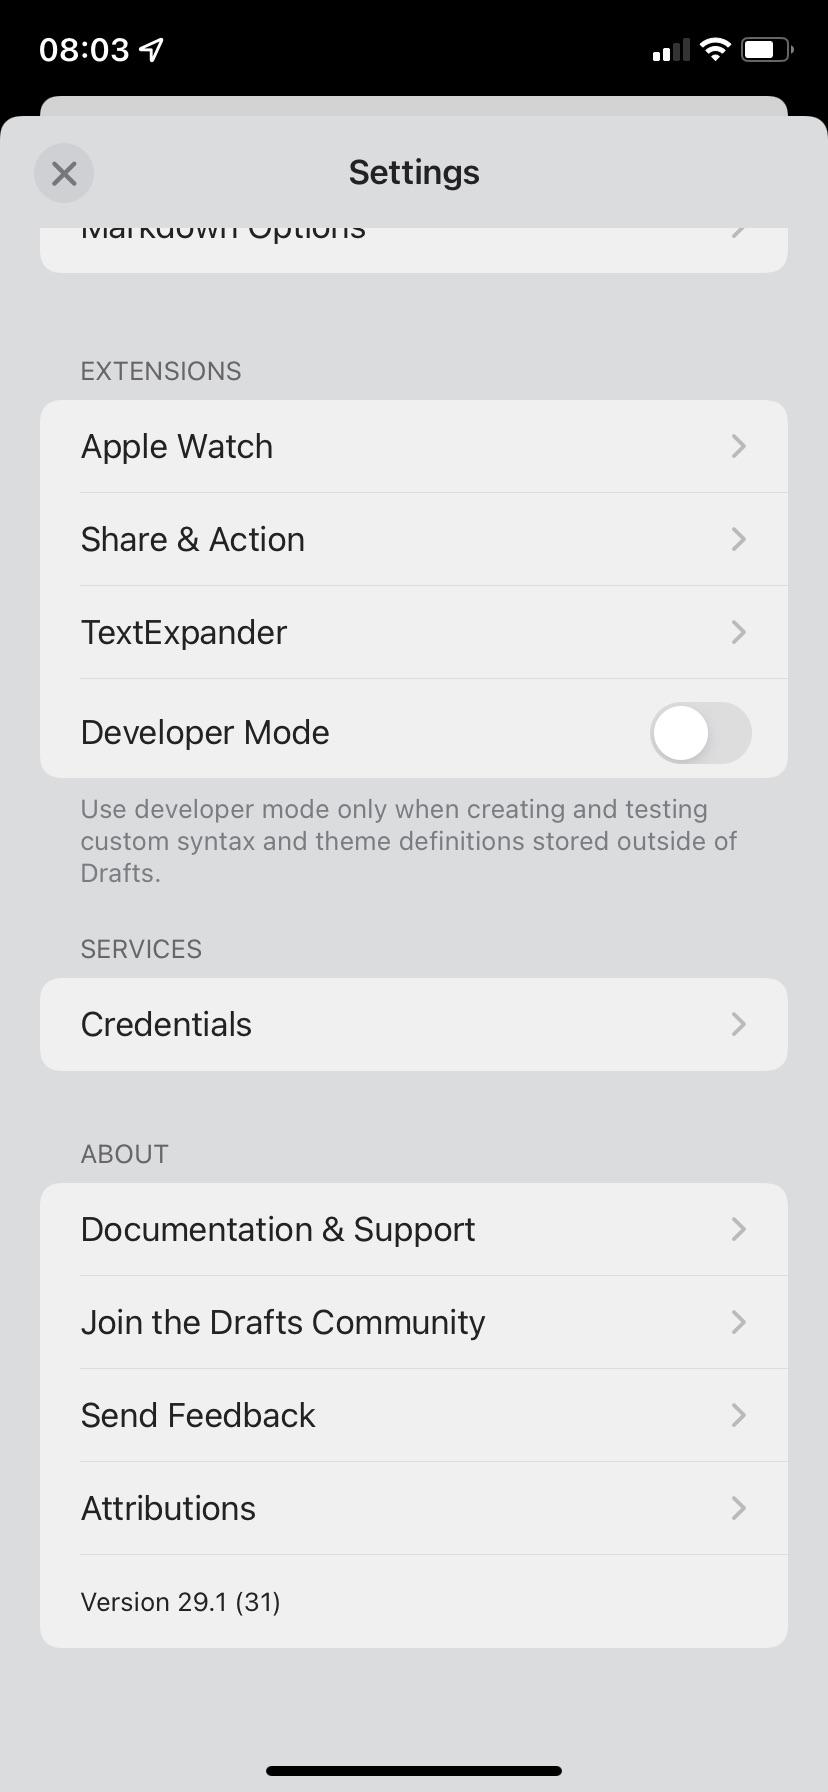 08:03
Settings
Markdown Options
EXTENSIONS
Apple Watch
Share & Action
TextExpander
Developer Mode
Use developer mode only when creating and testing
custom syntax and theme definitions stored outside of
Drafts.
SERVICES
Credentials
ABOUT
Documentation & Support
Join the Drafts Community
Send Feedback
Attributions
Version 29.1 (31)